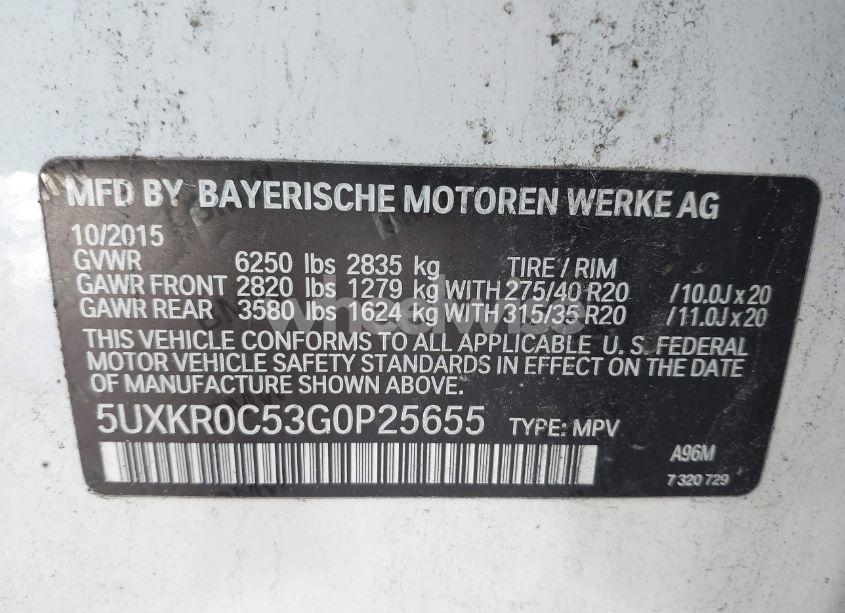 MFD BY BAYERISCHE MOTOREN WERKE AG
10/2015
GVWR 6250 lbs 2835 kg TIRE / RIM
GAWR FRONT 2820 lbs 1279 kg WITH 275/40 R20 /10.0J x 20
GAWR REAR 3580 lbs 1624 kg WITH 315/35 R20 /11.0J x 20
wheelwise
THIS VEHICLE CONFORMS TO ALL APPLICABLE U. S. FEDERAL
MOTOR VEHICLE SAFETY STANDARDS IN EFFECT ON THE DATE
OF MANUFACTURE SHOWN ABOVE.
5UXKR0C53G0P25655 TYPE: MPV
A96M
7 320 729